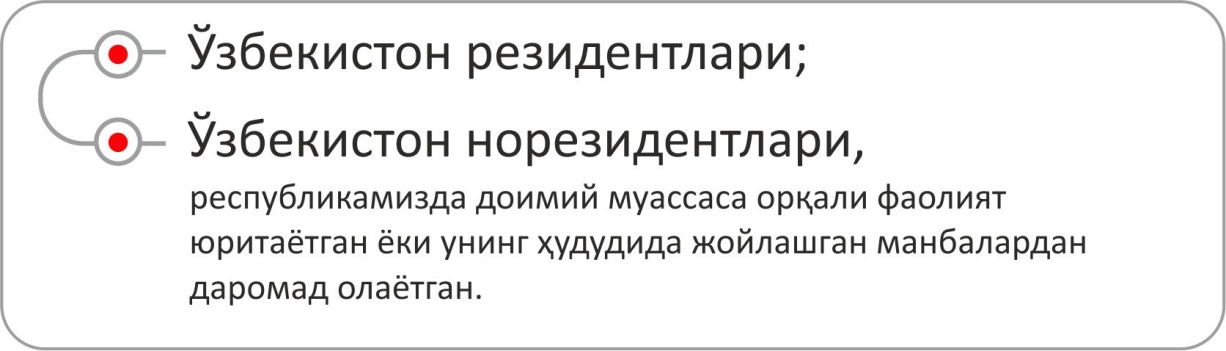 Ўзбекистон резидентлари;
Ўзбекистон норезидентлари,
республикамизда доимий муассаса орқали фаолият
юритаётган ёки унинг ҳудудида жойлашган манбалардан
даромад олаётган.